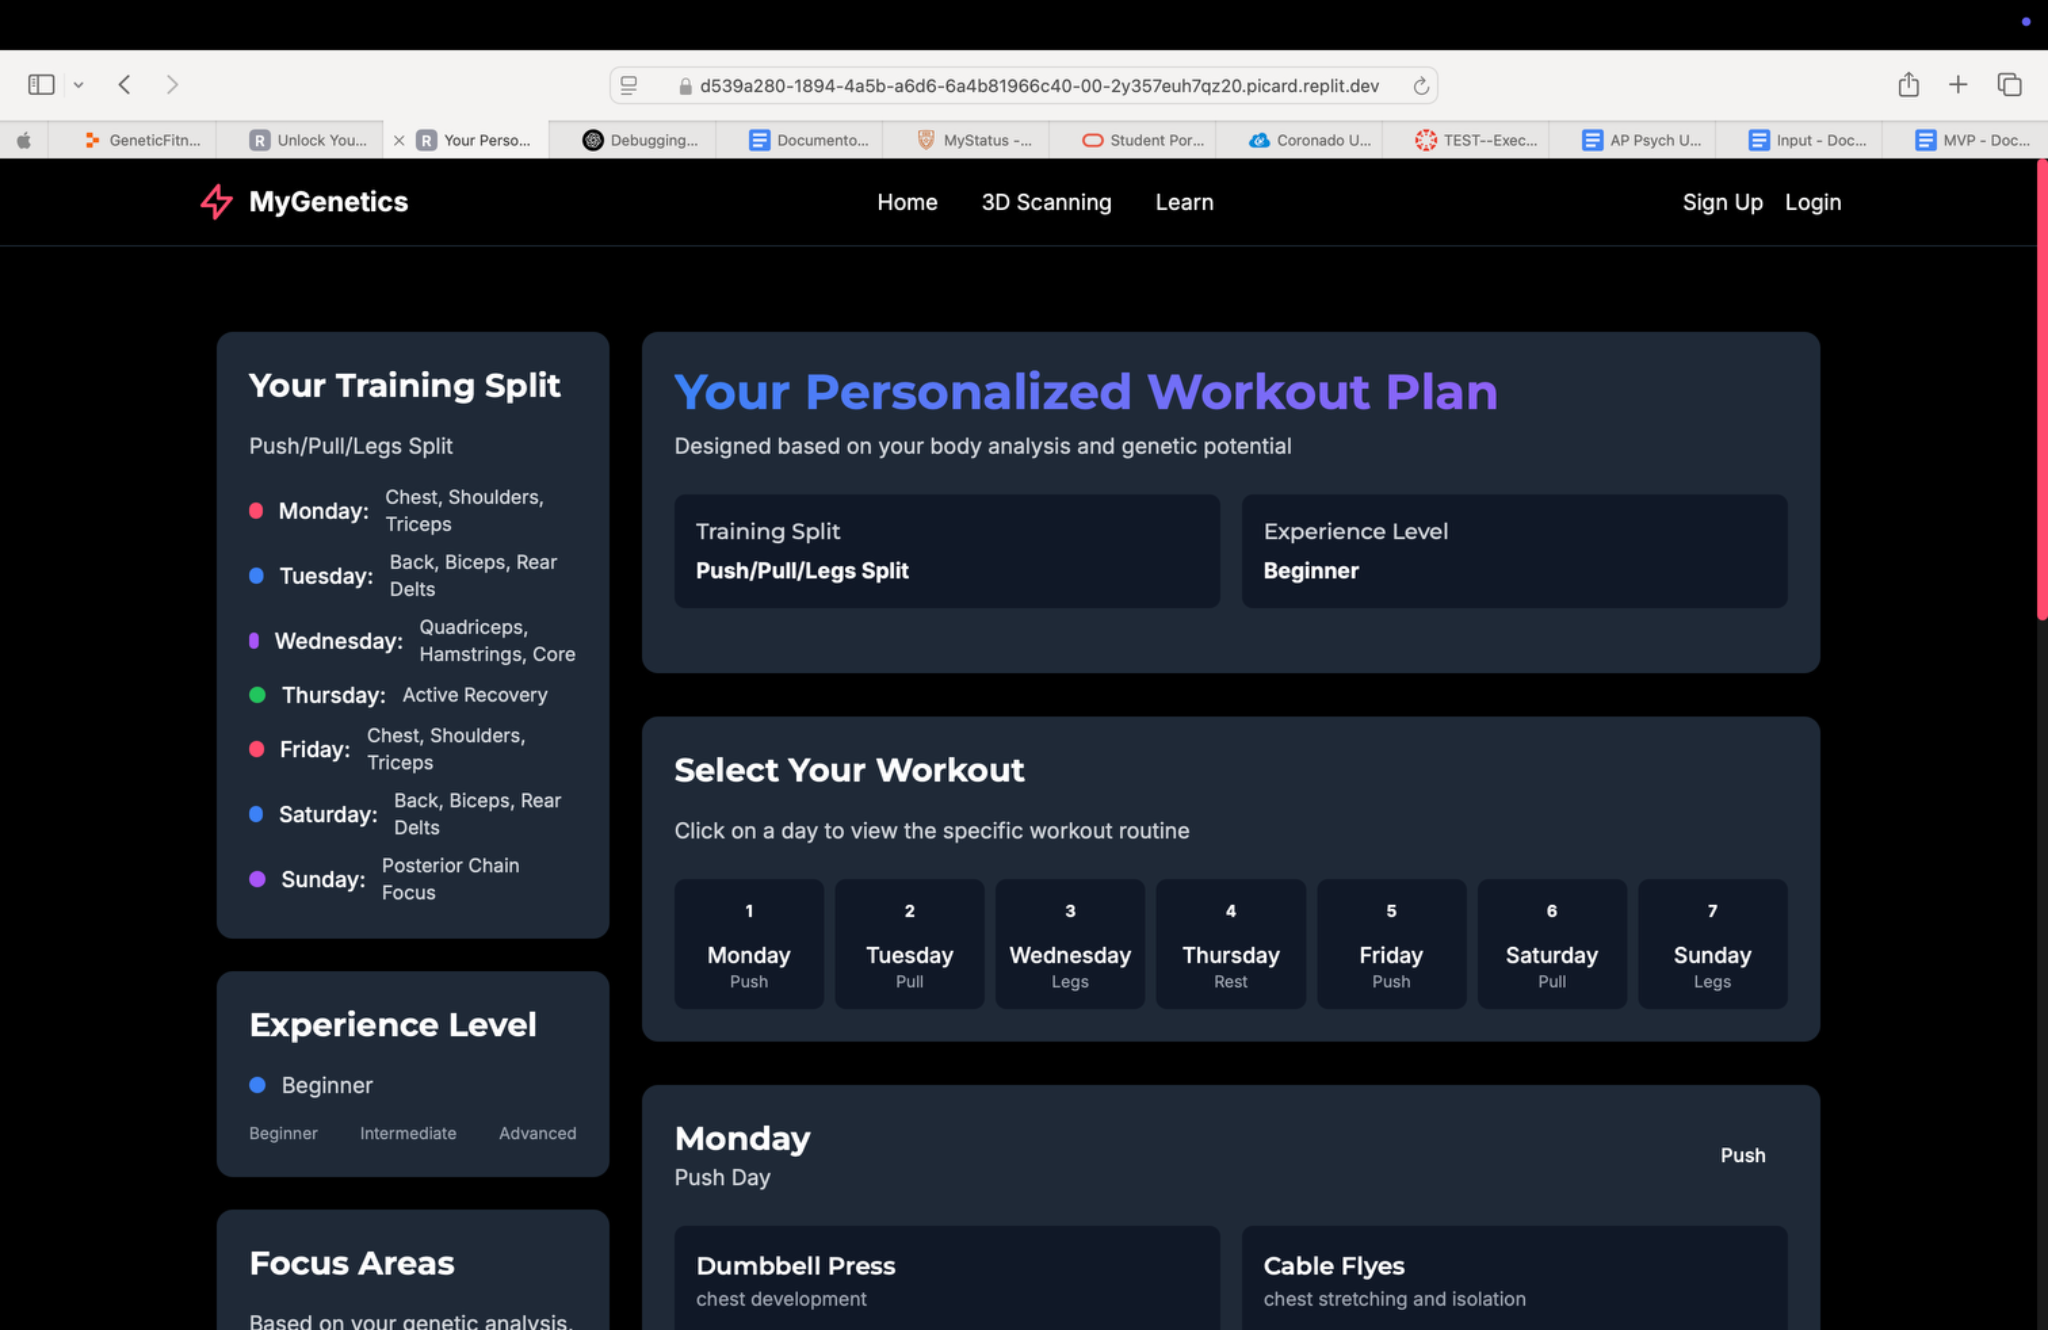 d539a280-1894-4a5b-a6d6-6a4b81966c40-00-2y357euh7qz20.picard.replit.dev
GeneticFitn...
Unlock You...
Your Perso...
Debugging...
Documento...
MyStatus -...
Student Por...
Coronado U...
TEST--Exec...
AP Psych U...
Input - Doc...
MVP - Doc...
MyGenetics
Home
3D Scanning
Learn
Sign Up
Login
Your Training Split
Push/Pull/Legs Split
Monday: Chest, Shoulders,
Triceps
Tuesday: Back, Biceps, Rear
Delts
Wednesday: Quadriceps,
Hamstrings, Core
Thursday: Active Recovery
Friday: Chest, Shoulders,
Triceps
Saturday: Back, Biceps, Rear
Delts
Sunday: Posterior Chain
Focus
Experience Level
Beginner
Beginner Intermediate Advanced
Focus Areas
Based on your genetic analysis,
Your Personalized Workout Plan
Designed based on your body analysis and genetic potential
Training Split
Push/Pull/Legs Split
Experience Level
Beginner
Select Your Workout
Click on a day to view the specific workout routine
1
Monday
Push
2
Tuesday
Pull
3
Wednesday
Legs
4
Thursday
Rest
5
Friday
Push
6
Saturday
Pull
7
Sunday
Legs
Monday
Push Day
Push
Dumbbell Press
chest development
Cable Flyes
chest stretching and isolation